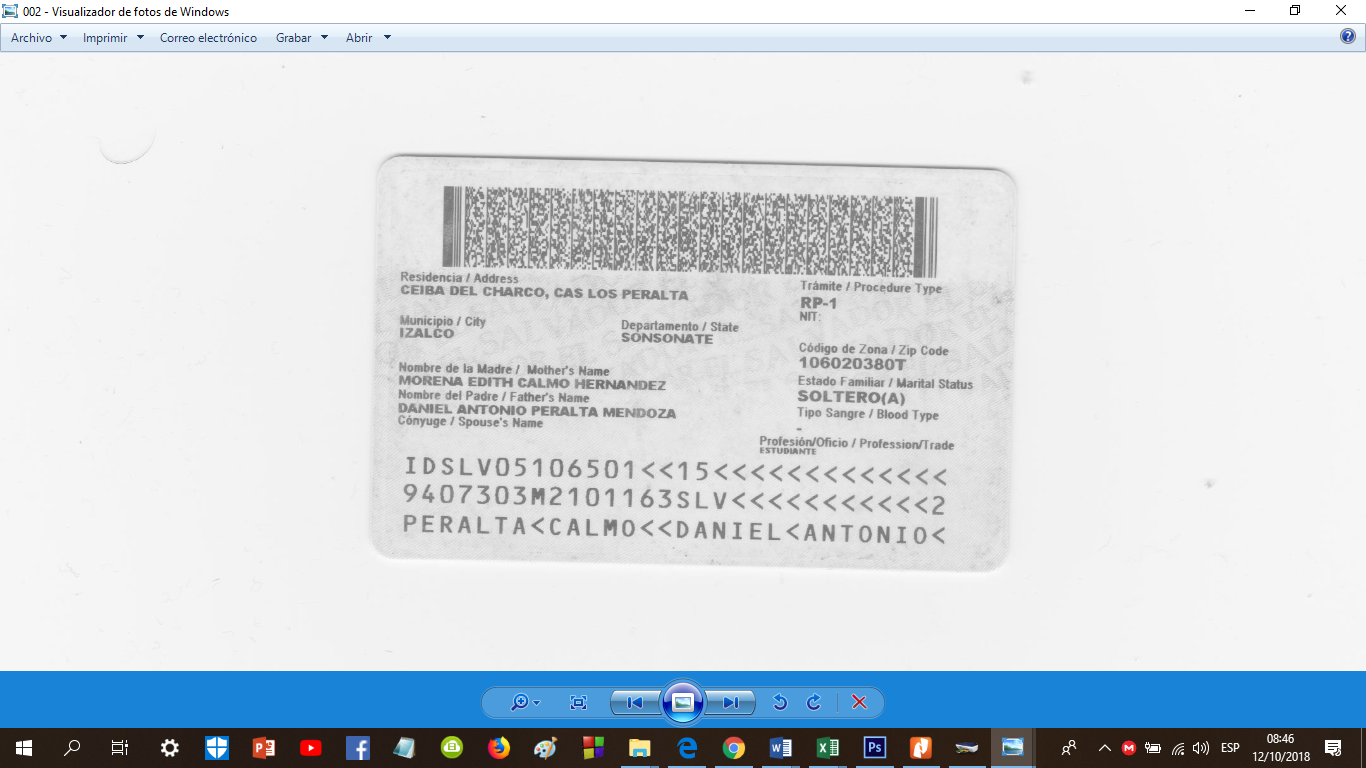 002 - Visualizador de fotos de Windows
Archivo Imprimir Correo electrónico Grabar Abrir
Residencia / Address
CEIBA DEL CHARCO, CAS LOS PERALTA
Trámite / Procedure Type
RP-1
NIT:
Municipio / City
IZALCO
Departamento / State
SONSONATE
Código de Zona / Zip Code
106020380T
Nombre de la Madre / Mother's Name
MORENA EDITH CALMO HERNANDEZ
Estado Familiar / Marital Status
SOLTERO(A)
Nombre del Padre / Father's Name
DANIEL ANTONIO PERALTA MENDOZA
Tipo Sangre / Blood Type
-
Cónyuge / Spouse's Name
Profesión/Oficio / Profession/Trade
ESTUDIANTE
IDSLV05106501<<15<<<<<<<<<<<<<
9407303M2101163SLV<<<<<<<<<<<2
PERALTA<CALMO<<DANIEL<ANTONIO<
ESP
08:46
12/10/2018